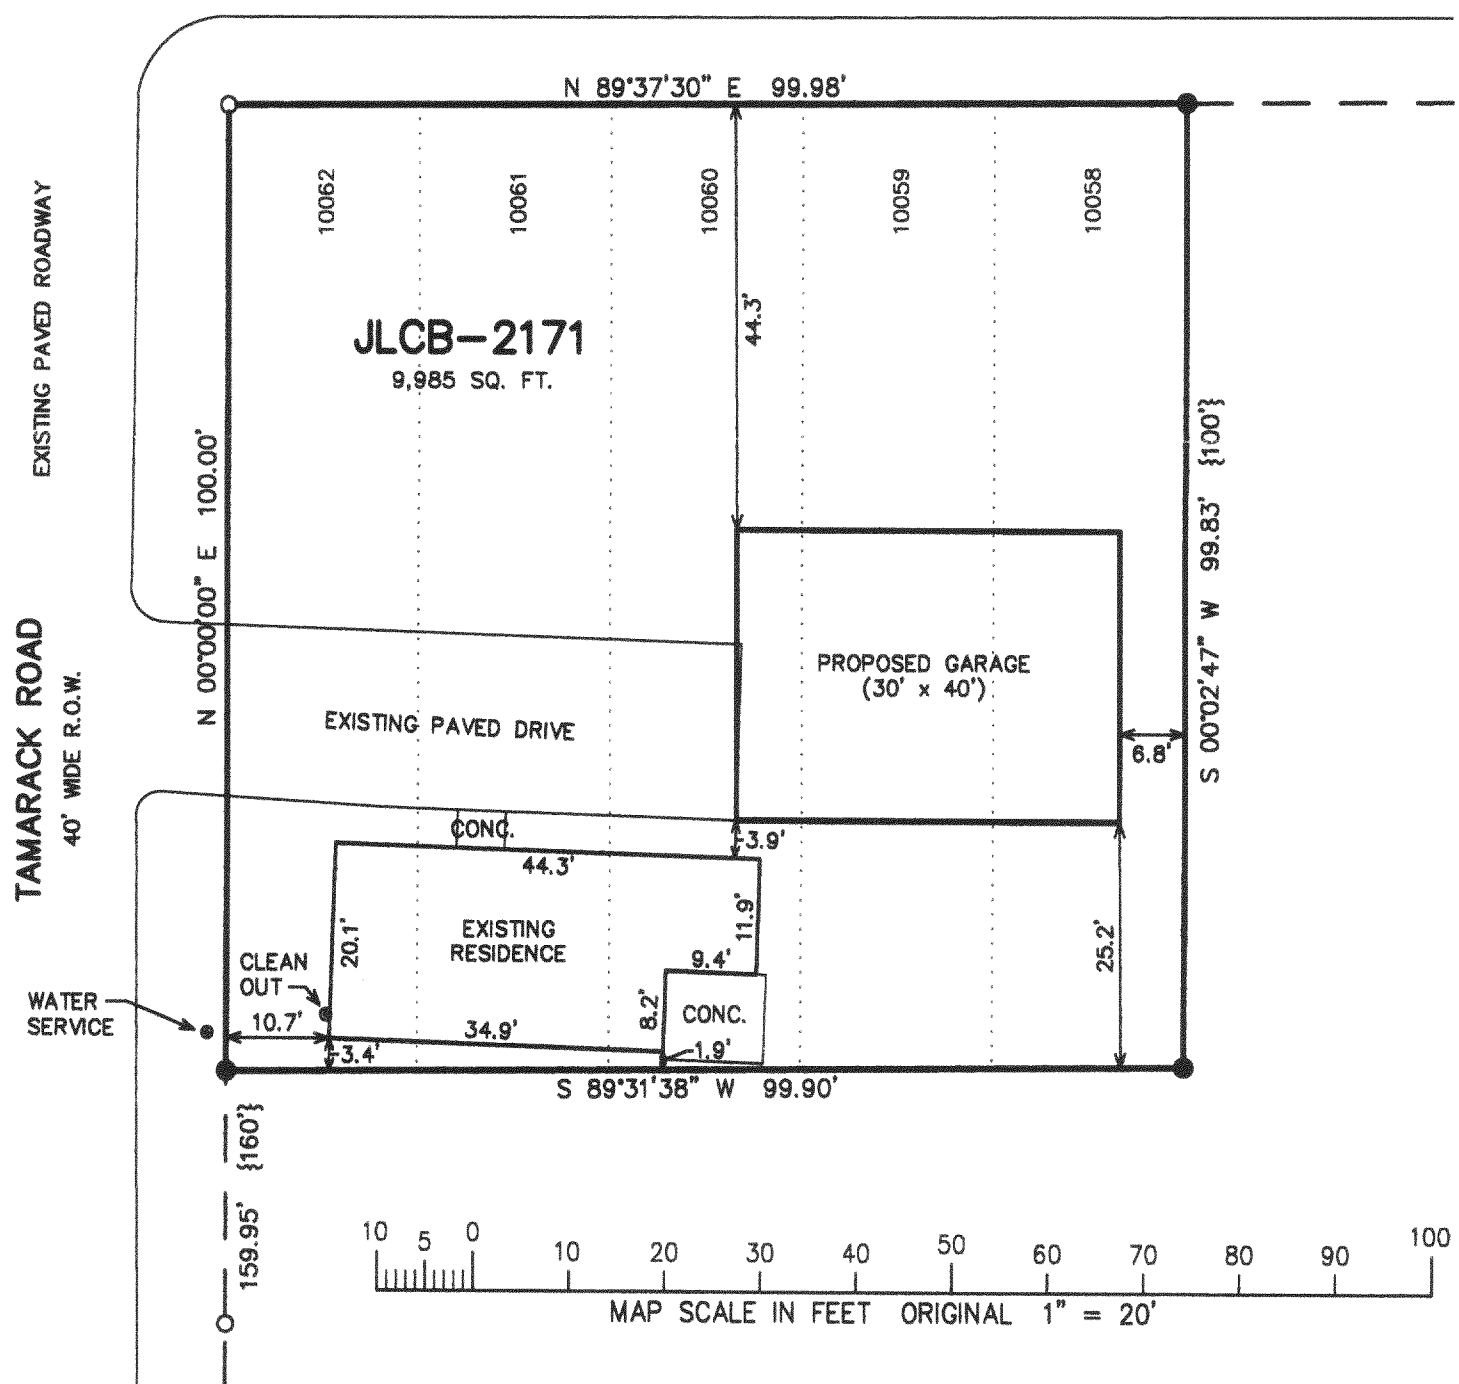 N 89°37'30" E 99.98'
EXISTING PAVED ROADWAY
10062
10061
10060
10059
10058
44.3'
JLCB-2171
9,985 SQ. FT.
N 00°00'00" E 100.00'
S 00°02'47" W 99.83' {100'}
TAMARACK ROAD
40' WIDE R.O.W.
PROPOSED GARAGE
(30' x 40')
EXISTING PAVED DRIVE
6.8'
CONC.
3.9'
44.3'
20.1'
EXISTING
RESIDENCE
11.9'
9.4'
25.2'
CLEAN
OUT
WATER
SERVICE
10.7'
34.9'
8.2'
CONC.
3.4'
1.9'
S 89°31'38" W 99.90'
159.95' {160'}
10 5 0 10 20 30 40 50 60 70 80 90 100
MAP SCALE IN FEET ORIGINAL 1" = 20'